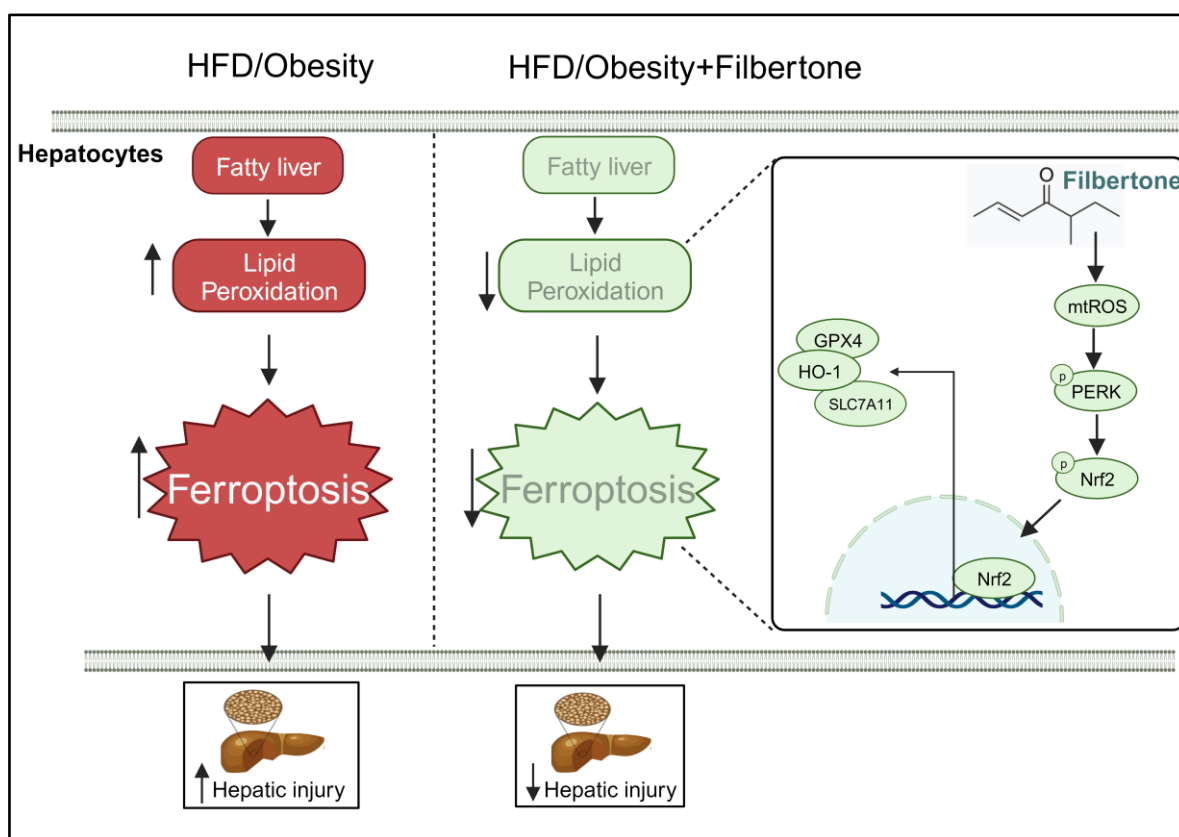 HFD/Obesity
HFD/Obesity+Filbertone
Hepatocytes
Fatty liver
Lipid
Peroxidation
Ferroptosis
Hepatic injury
Fatty liver
Lipid
Peroxidation
Ferroptosis
Hepatic injury
O
Filbertone
mtROS
p
PERK
p
Nrf2
Nrf2
GPX4
HO-1
SLC7A11